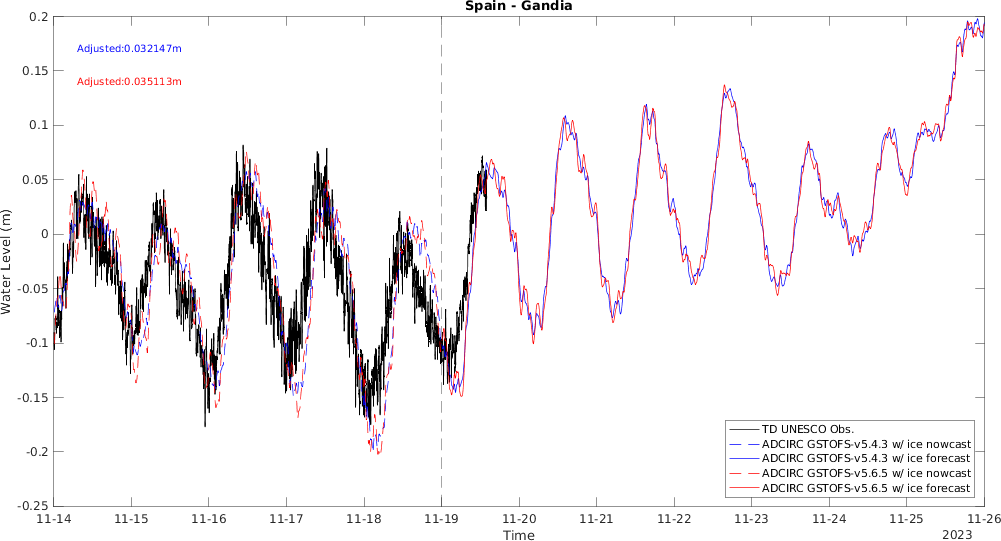 Spain - Gandia
Adjusted:0.032147m
Adjusted:0.035113m
Water Level (m)
0.2
0.15
0.1
0.05
0
-0.05
-0.1
-0.15
-0.2
-0.25
TD UNESCO Obs.
ADCIRC GSTOFS-v5.4.3 w/ ice nowcast
ADCIRC GSTOFS-v5.4.3 w/ ice forecast
ADCIRC GSTOFS-v5.6.5 w/ ice nowcast
ADCIRC GSTOFS-v5.6.5 w/ ice forecast
11-14 11-15 11-16 11-17 11-18 11-19 11-20 11-21 11-22 11-23 11-24 11-25 11-26
Time
2023